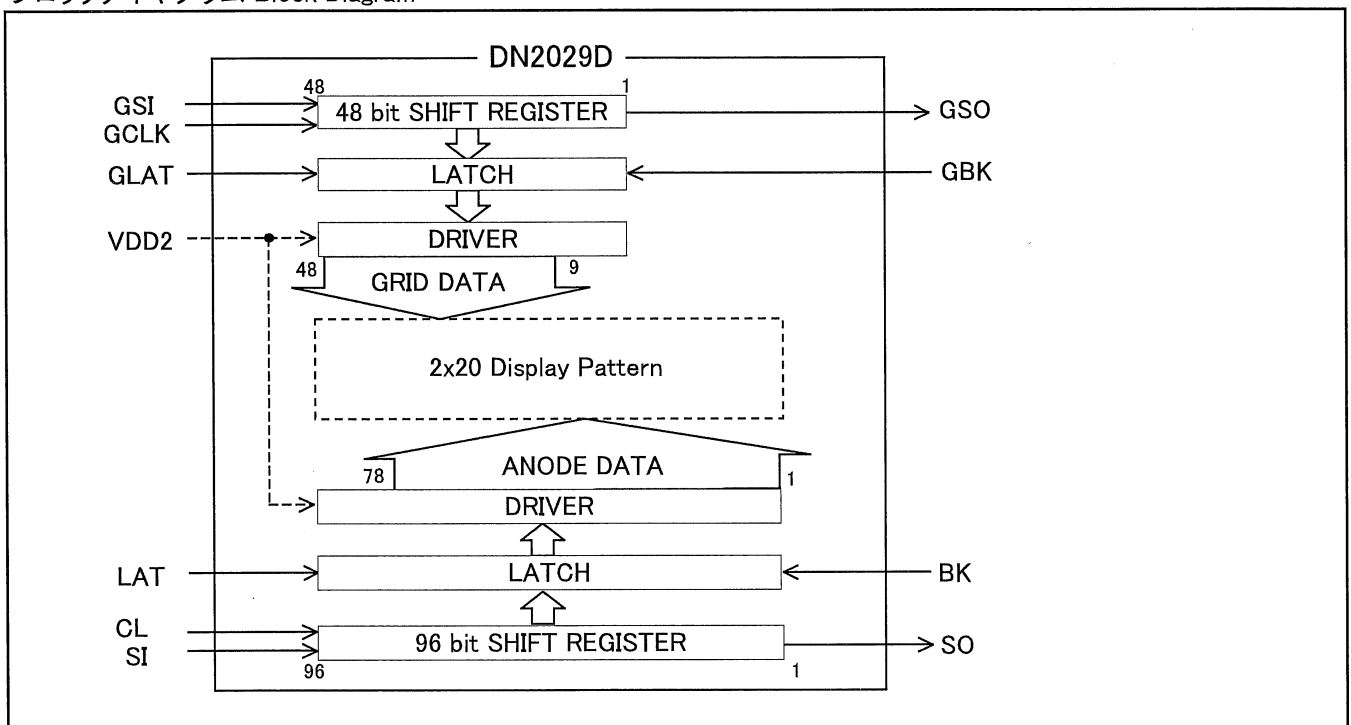 ブロックダイヤグラム Block Diagram
DN2029D
48 1
GSI 48 bit SHIFT REGISTER GSO
GCLK
GLAT LATCH GBK
VDD2 DRIVER
48 GRID DATA 9
2x20 Display Pattern
78 ANODE DATA 1
DRIVER
LAT LATCH BK
CL
SI 96 bit SHIFT REGISTER SO
96 1